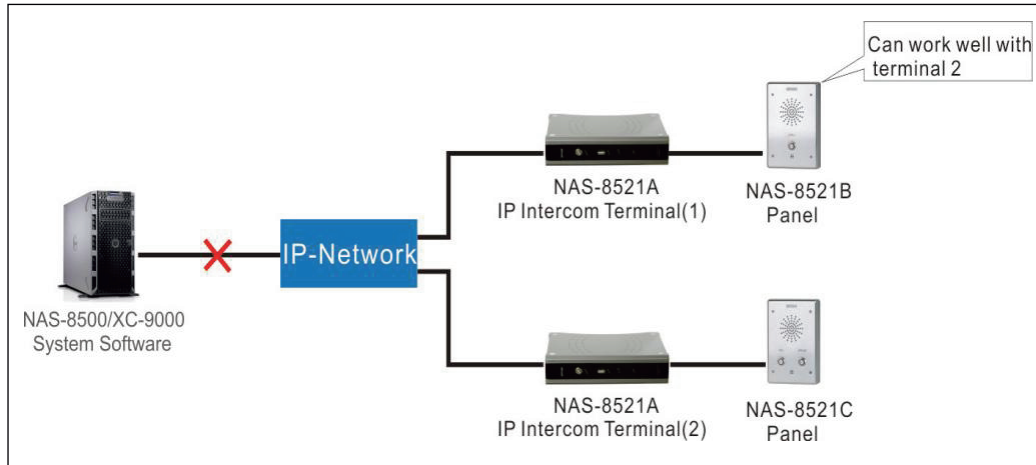 Can work well with
terminal 2
NAS-8521A
IP Intercom Terminal(1)
NAS-8521B
Panel
NAS-8500/XC-9000
System Software
IP-Network
NAS-8521A
IP Intercom Terminal(2)
NAS-8521C
Panel